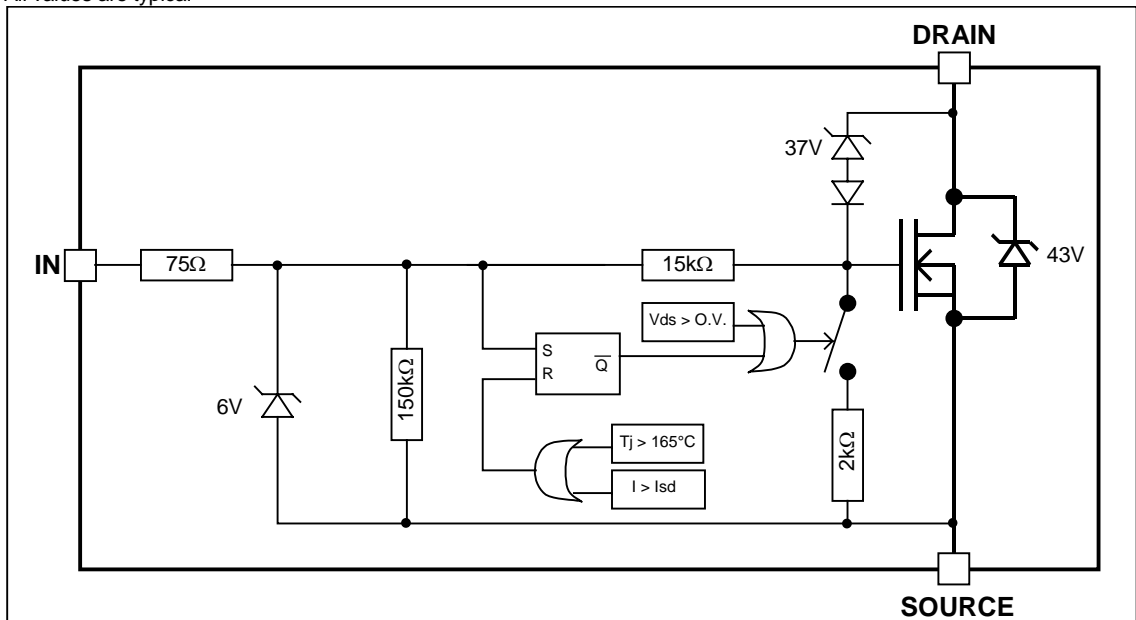 All values are typical
DRAIN
37V
43V
IN
75Ω
15kΩ
Vds > O.V.
S
R
Q̅
150kΩ
6V
Tj > 165°C
I > Isd
2kΩ
SOURCE